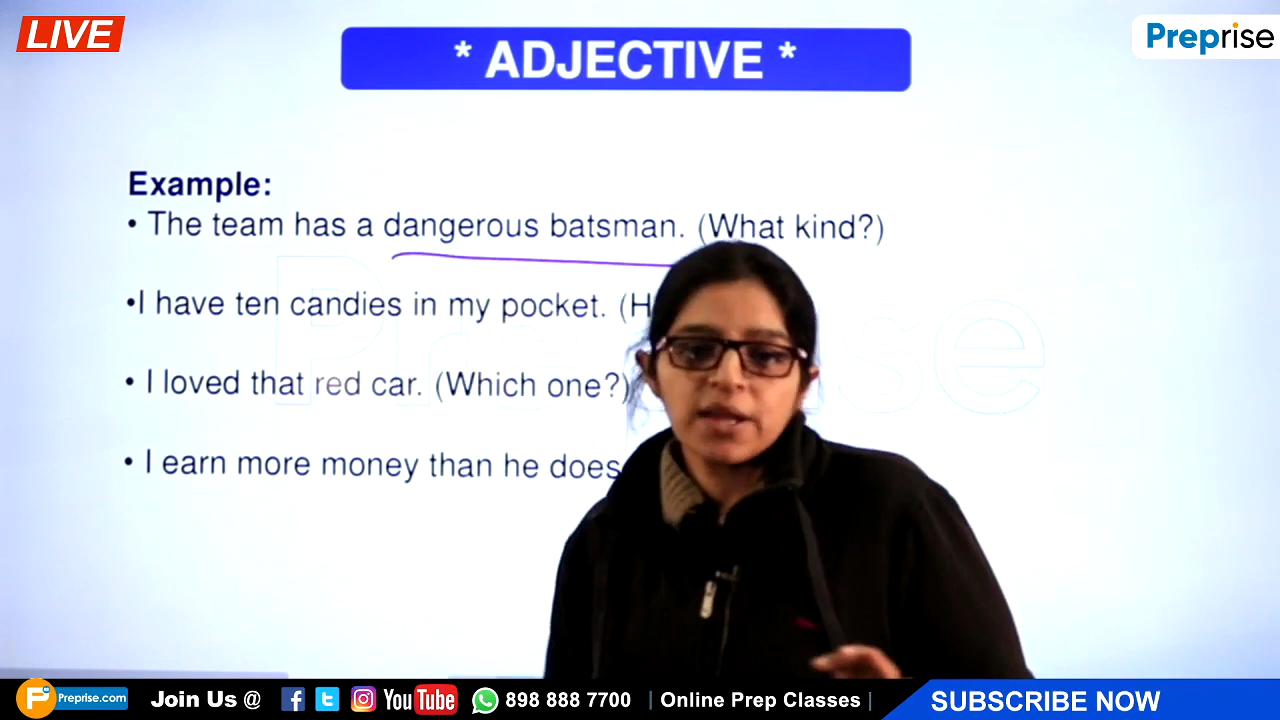 LIVE
* ADJECTIVE *
Preprise
Example:
• The team has a dangerous batsman. (What kind?)
•I have ten candies in my pocket. (H
• I loved that red car. (Which one?)
• I earn more money than he does
Preprise.com
Join Us @ YouTube 898 888 7700 | Online Prep Classes |
SUBSCRIBE NOW